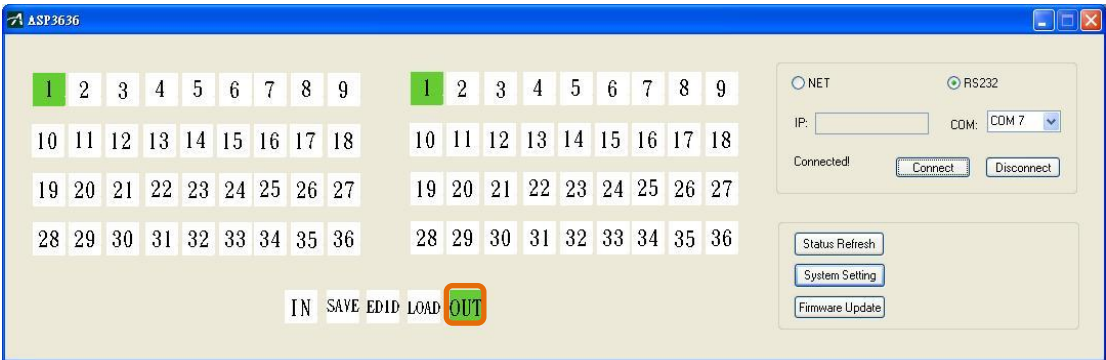 ASP3636
1 2 3 4 5 6 7 8 9
10 11 12 13 14 15 16 17 18
19 20 21 22 23 24 25 26 27
28 29 30 31 32 33 34 35 36
1 2 3 4 5 6 7 8 9
10 11 12 13 14 15 16 17 18
19 20 21 22 23 24 25 26 27
28 29 30 31 32 33 34 35 36
IN SAVE EDID LOAD OUT
NET RS232
IP: COM: COM 7
Connected! Connect Disconnect
Status Refresh
System Setting
Firmware Update